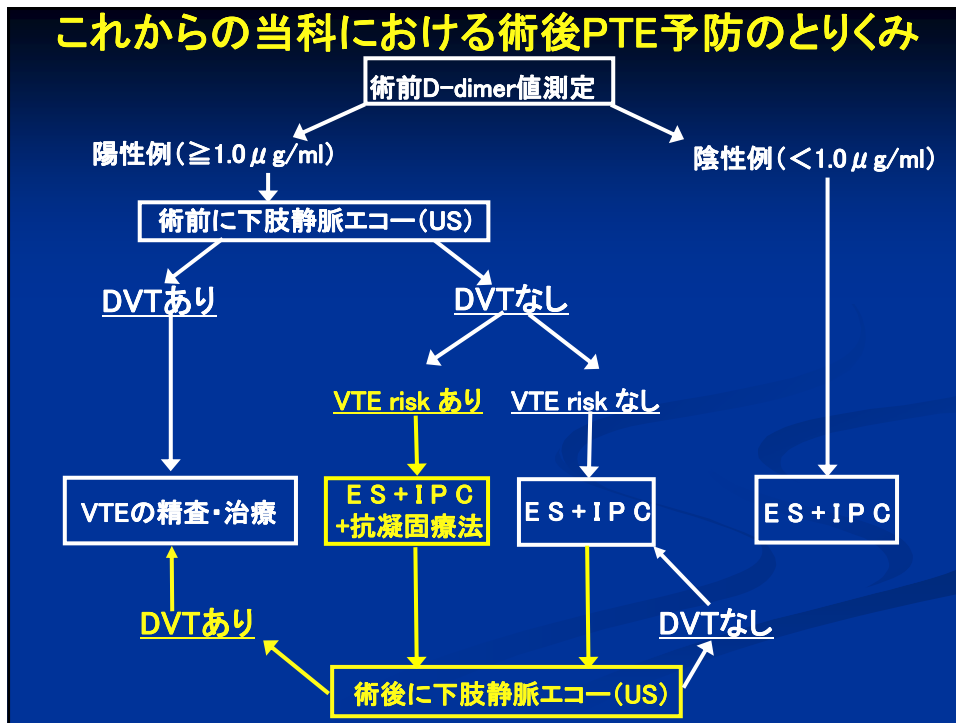 これからの当科における術後PTE予防のとりくみ
術前D-dimer値測定
陽性例（≧1.0μg/ml）
陰性例（＜1.0μg/ml）
術前に下肢静脈エコー（US）
DVTあり
DVTなし
VTE risk あり
VTE risk なし
VTEの精査・治療
ＥＳ＋ＩＰＣ
+抗凝固療法
ＥＳ＋ＩＰＣ
ＥＳ＋ＩＰＣ
DVTあり
DVTなし
術後に下肢静脈エコー（US）